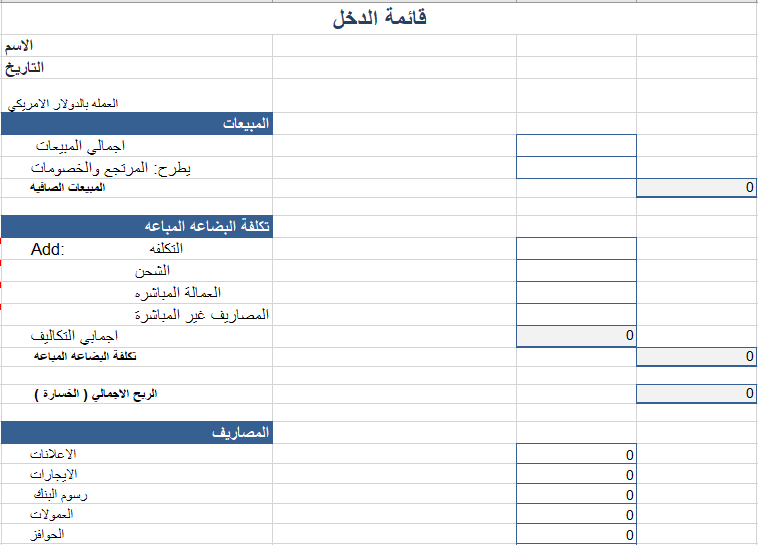 قائمة الدخل
الاسم
التاريخ
العمله بالدولار الامريكي
المبيعات
اجمالي المبيعات
يطرح: المرتجع والخصومات
المبيعات الصافيه 0
تكلفة البضاعه المباعه
Add: التكلفه
الشحن
العمالة المباشره
المصاريف غير المباشرة
اجمابي التكاليف 0
تكلفة البضاعه المباعه 0
الربح الاجمالي ( الخسارة ) 0
المصاريف
الاعلانات 0
الايجارات 0
رسوم البنك 0
العمولات 0
الحوافز 0